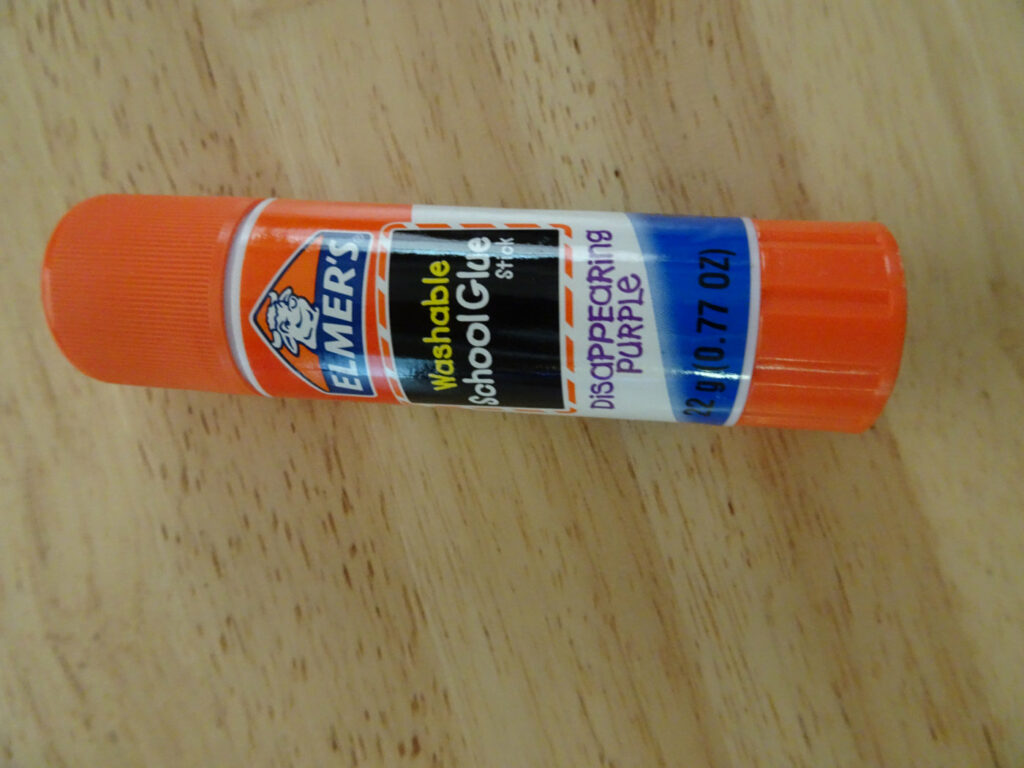 ELMER'S
Washable
School Glue
Stick
DisAPPEARing
PURPLE
22 g (0.77 OZ)